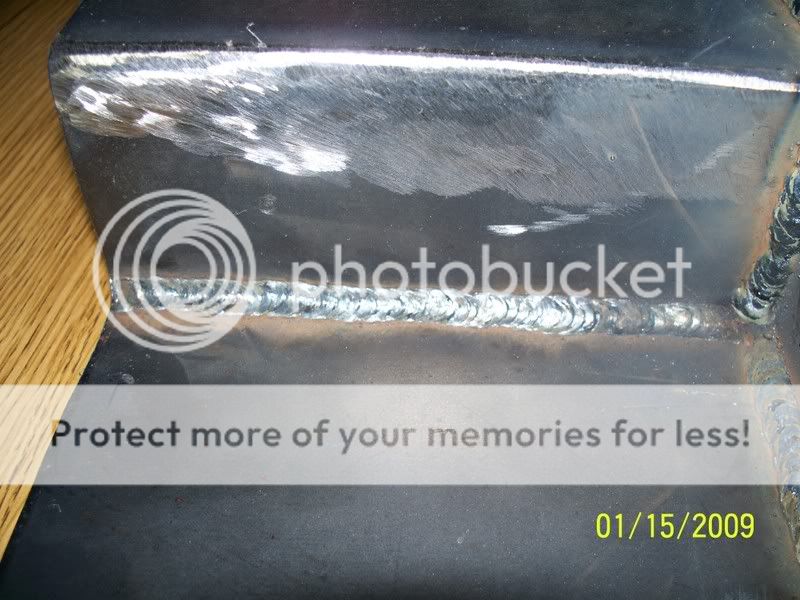 photobucket
Protect more of your memories for less!
01/15/2009